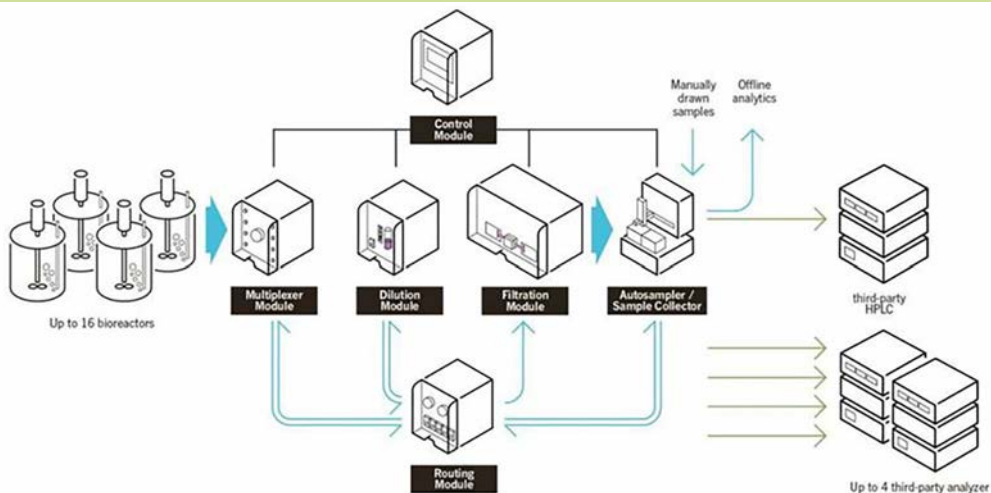 Control
Module
Manually
drawn
samples
Offline
analytics
Multiplexer
Module
Dilution
Module
Filtration
Module
Autosampler /
Sample Collector
third-party
HPLC
Up to 16 bioreactors
Routing
Module
Up to 4 third-party analyzer